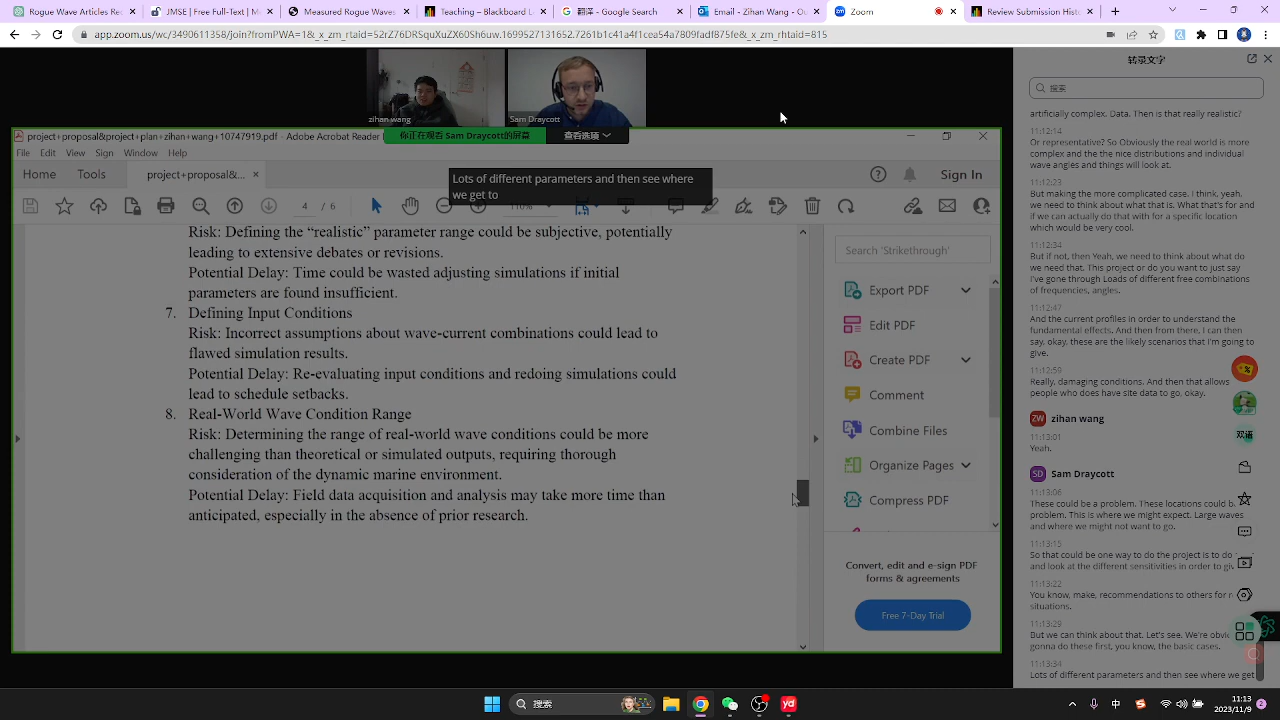 Rogue Wave Articles Re
JMSE | Free Full-Text | M
Measured Rogue Waves
Teaching – Blackboard L
翻译 - Google Search
Email - Zihan Wang - O
Zoom
Review Submission Hist
app.zoom.us/wc/3490611358/join?fromPWA=1&_x_zm_rtaid=52rZ76DRSquXuZX60Sh6uw.1699527131652.7261b1c41a4f1cea54a7809fadf875fe&_x_zm_rhtaid=815
转录文字
zihan wang
Sam Draycott
搜索
project+proposal&project+plan+zihan+wang+10747919.pdf - Adobe Acrobat Reader
你正在观看 Sam Draycott的屏幕
查看选项
File Edit View Sign Window Help
Home Tools project+proposal&... Sign In
Lots of different parameters and then see where
we get to
4 / 6
110%
Risk: Defining the “realistic” parameter range could be subjective, potentially
leading to extensive debates or revisions.
Potential Delay: Time could be wasted adjusting simulations if initial
parameters are found insufficient.
7. Defining Input Conditions
Risk: Incorrect assumptions about wave-current combinations could lead to
flawed simulation results.
Potential Delay: Re-evaluating input conditions and redoing simulations could
lead to schedule setbacks.
8. Real-World Wave Condition Range
Risk: Determining the range of real-world wave conditions could be more
challenging than theoretical or simulated outputs, requiring thorough
consideration of the dynamic marine environment.
Potential Delay: Field data acquisition and analysis may take more time than
anticipated, especially in the absence of prior research.
Search 'Strikethrough'
Export PDF
Edit PDF
Create PDF
Comment
Combine Files
Organize Pages
Compress PDF
Convert, edit and e-sign PDF
forms & agreements
Free 7-Day Trial
artificially complex. Data. Then is that really realistic?
11:12:14
Or representative? So Obviously the real world is more
complex and the the nice distributions and individual
wave angles and things will look at.
11:12:23
But making the more complicated case. I think, yeah,
we need to think about what that is. What that's for and
if we can actually do that with for a specific location
which would be very cool.
11:12:34
But if not, then Yeah, we need to think about what do
we need that. This project or do you want to just say
I've gone through Loads of different free combinations
of frequencies, angles.
11:12:47
And the current profiles in order to understand the
fundamental effects. And then from there, I can then
say, okay, these are the likely scenarios that I'm going to
give.
11:12:59
Really, damaging conditions. And then that allows
people who have site data to go, okay.
双语
ZW zihan wang
11:13:01
Yeah.
SD Sam Draycott
11:13:06
These could be a problem. These locations could b
problem. This is where we might expect. Large waves
and where we might not want to go.
11:13:15
So that could be one way to do the project is to do
and look at the different sensitivities in order to giv
11:13:22
You know, make, recommendations to others for r
situations.
11:13:29
But we can think about Data. Let's see. We're obvio
gonna do these first, you know, the basic cases.
11:13:34
Lots of different parameters and then see where we get
搜索
yd
中
11:13
2023/11/9
2